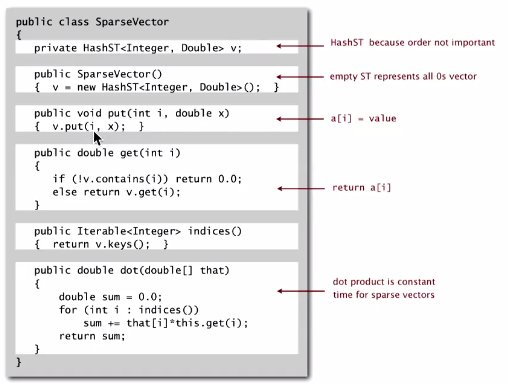 public class SparseVector
{
private HashST<Integer, Double> v;
HashST because order not important
public SparseVector()
{ v = new HashST<Integer, Double>(); }
empty ST represents all 0s vector
public void put(int i, double x)
{ v.put(i, x); }
a[i] = value
public double get(int i)
{
if (!v.contains(i)) return 0.0;
else return v.get(i);
}
return a[i]
public Iterable<Integer> indices()
{ return v.keys(); }
public double dot(double[] that)
{
double sum = 0.0;
for (int i : indices())
sum += that[i]*this.get(i);
return sum;
}
dot product is constant
time for sparse vectors
}